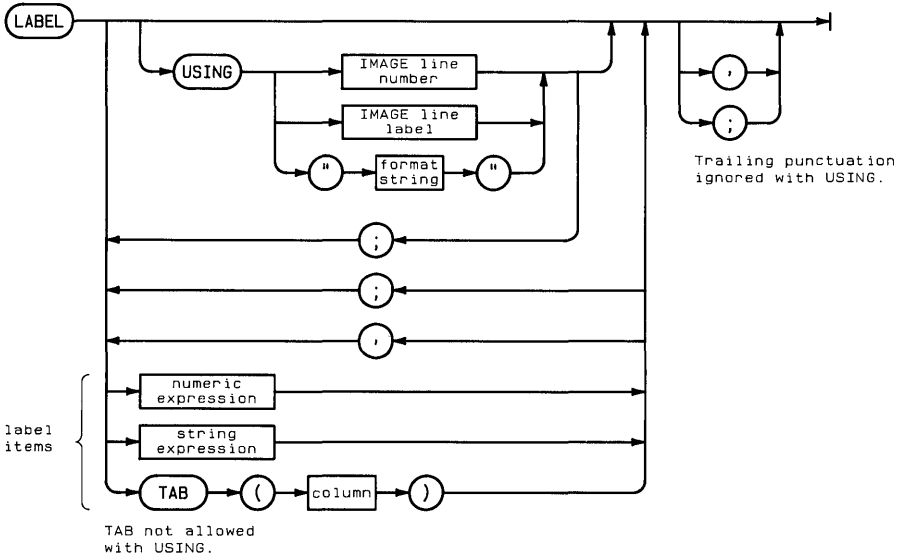 LABEL
USING
IMAGE line
number
,
IMAGE line
label
;
" format
string "
Trailing punctuation
ignored with USING.
;
;
,
numeric
expression
label
items
string
expression
TAB ( column )
TAB not allowed
with USING.